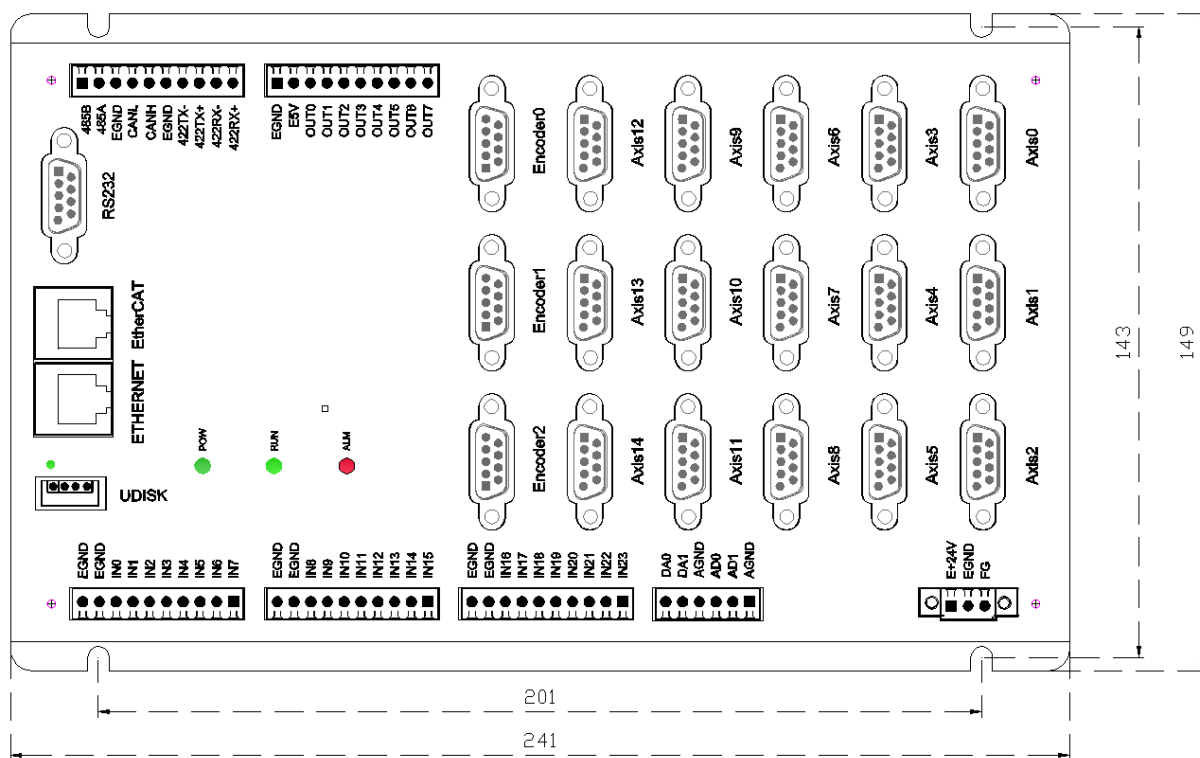 485B
485A
EGND
CANL
CANH
EGND
422TX-
422TX+
422RX-
422RX+
EGND
E5V
OUT0
OUT1
OUT2
OUT3
OUT4
OUT5
OUT6
OUT7
RS232
Encoder0
Axis12
Axis9
Axis6
Axis3
Axis0
EtherCAT
Encoder1
Axis13
Axis10
Axis7
Axis4
Axis1
ETHERNET
Encoder2
Axis14
Axis11
Axis8
Axis5
Axis2
POW
RUN
ALM
UDISK
EGND
EGND
IN0
IN1
IN2
IN3
IN4
IN5
IN6
IN7
EGND
EGND
IN8
IN9
IN10
IN11
IN12
IN13
IN14
IN15
EGND
EGND
IN16
IN17
IN18
IN19
IN20
IN21
IN22
IN23
DA0
DA1
AGND
AD0
AD1
AGND
E+24V
EGND
FG
143
149
201
241